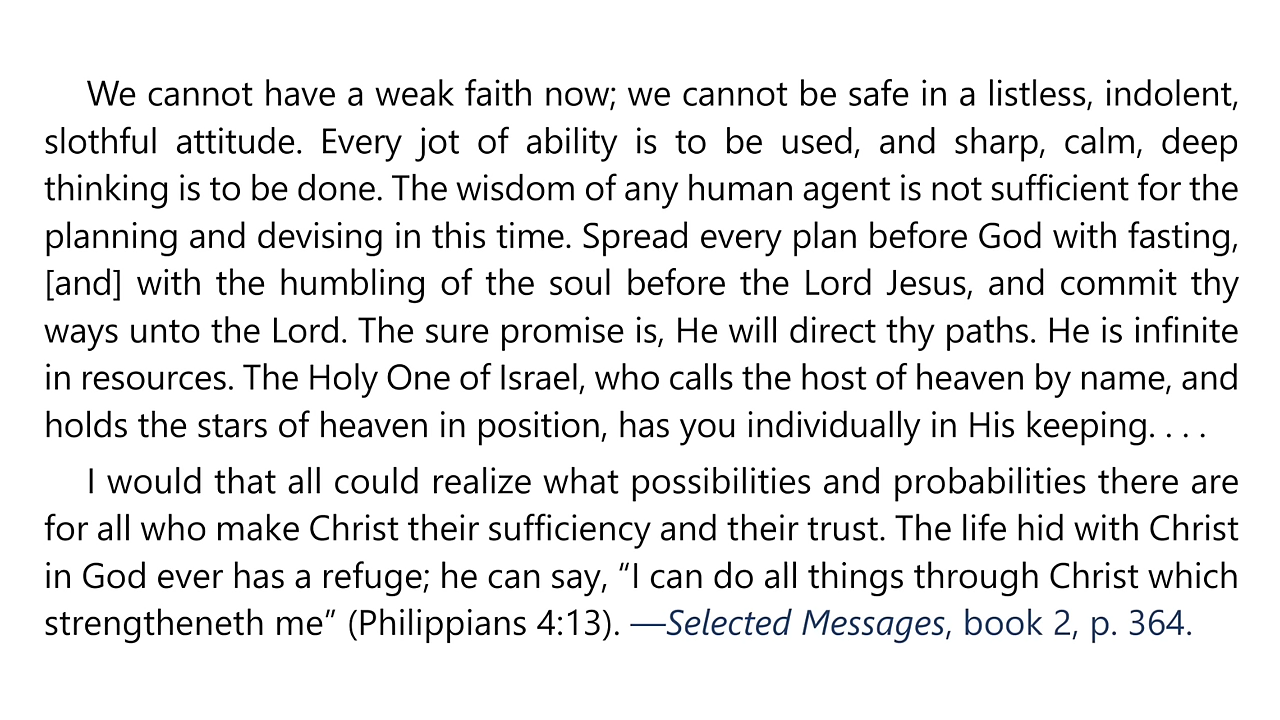 We cannot have a weak faith now; we cannot be safe in a listless, indolent,
slothful attitude. Every jot of ability is to be used, and sharp, calm, deep
thinking is to be done. The wisdom of any human agent is not sufficient for the
planning and devising in this time. Spread every plan before God with fasting,
[and] with the humbling of the soul before the Lord Jesus, and commit thy
ways unto the Lord. The sure promise is, He will direct thy paths. He is infinite
in resources. The Holy One of Israel, who calls the host of heaven by name, and
holds the stars of heaven in position, has you individually in His keeping. . . .
I would that all could realize what possibilities and probabilities there are
for all who make Christ their sufficiency and their trust. The life hid with Christ
in God ever has a refuge; he can say, “I can do all things through Christ which
strengtheneth me” (Philippians 4:13). —Selected Messages, book 2, p. 364.